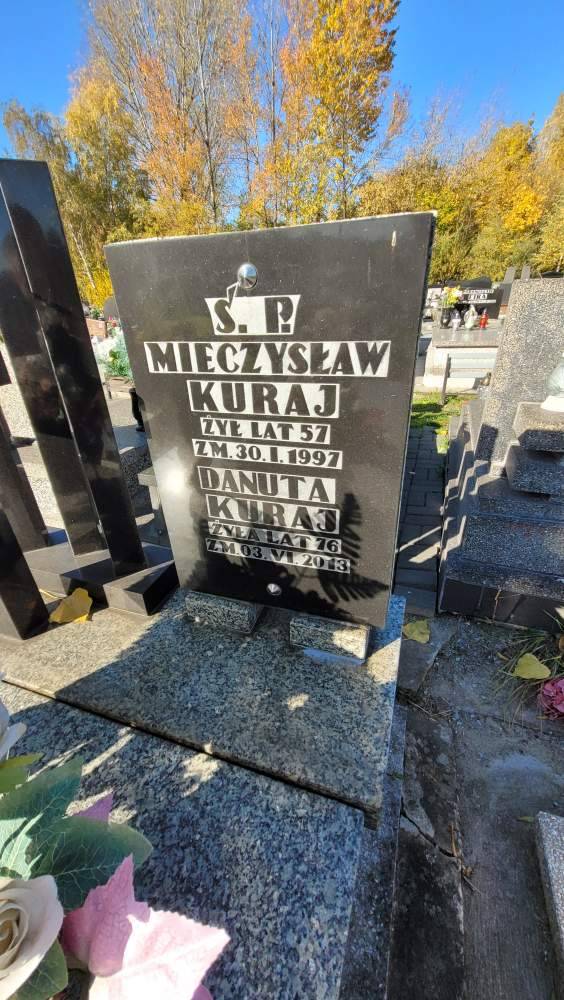 Ś. P.
MIECZYSŁAW
KURAJ
ŻYŁ LAT 57
ZM. 30. I. 1997
DANUTA
KURAJ
ŻYŁA LAT 76
ZM. 03. VI. 2013